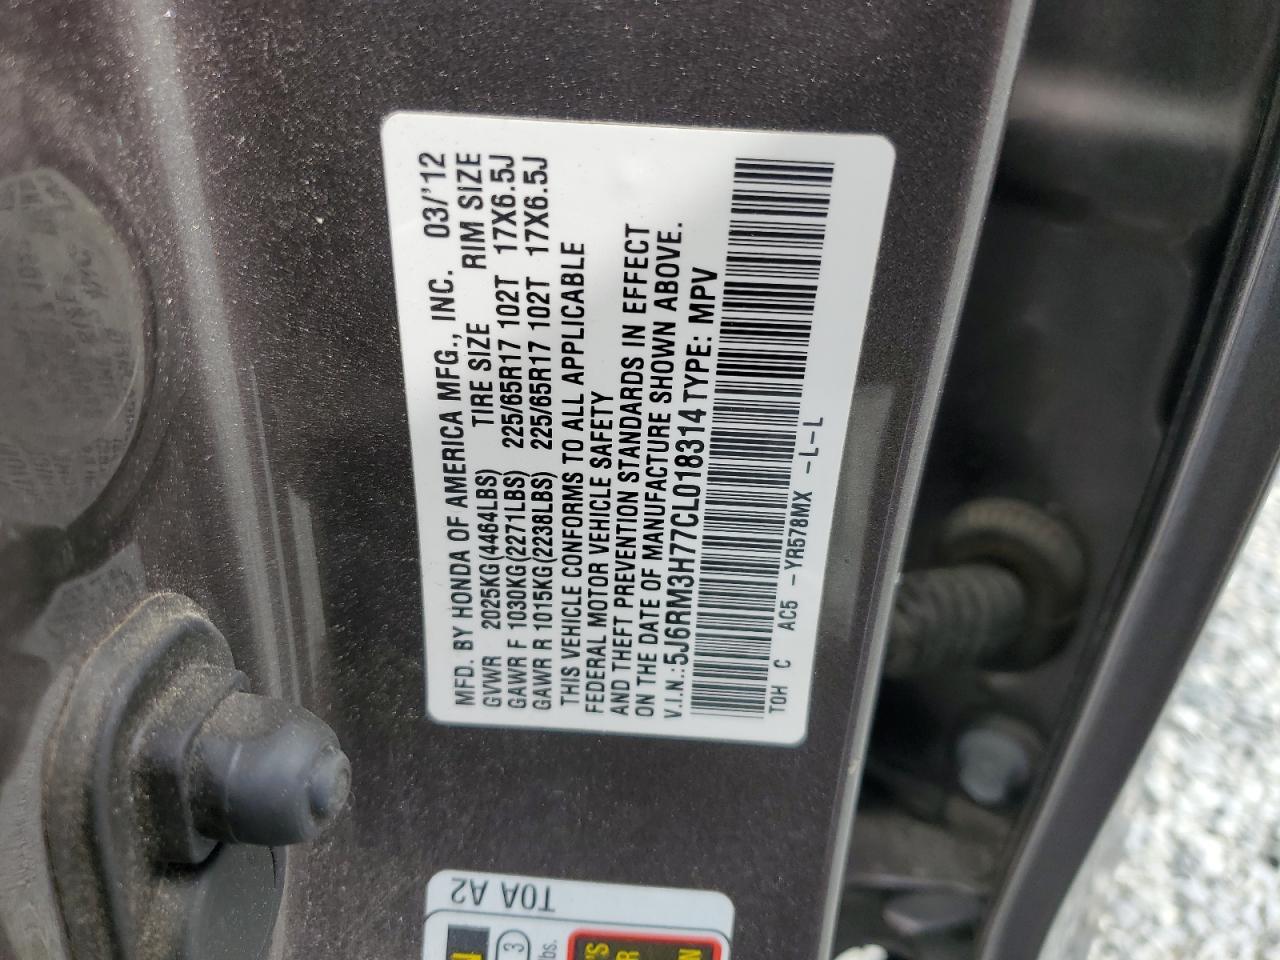 MFD. BY HONDA OF AMERICA MFG., INC. 03/'12
GVWR 2025KG(4464LBS) TIRE SIZE RIM SIZE
GAWR F 1030KG(2271LBS) 225/65R17 102T 17X6.5J
GAWR R 1015KG(2238LBS) 225/65R17 102T 17X6.5J
THIS VEHICLE CONFORMS TO ALL APPLICABLE
FEDERAL MOTOR VEHICLE SAFETY
AND THEFT PREVENTION STANDARDS IN EFFECT
ON THE DATE OF MANUFACTURE SHOWN ABOVE.
V.I.N.:5J6RM3H77CL018314 TYPE: MPV
TOH C AC5 -YR578MX -L-L
T0A A2
3
lbs.